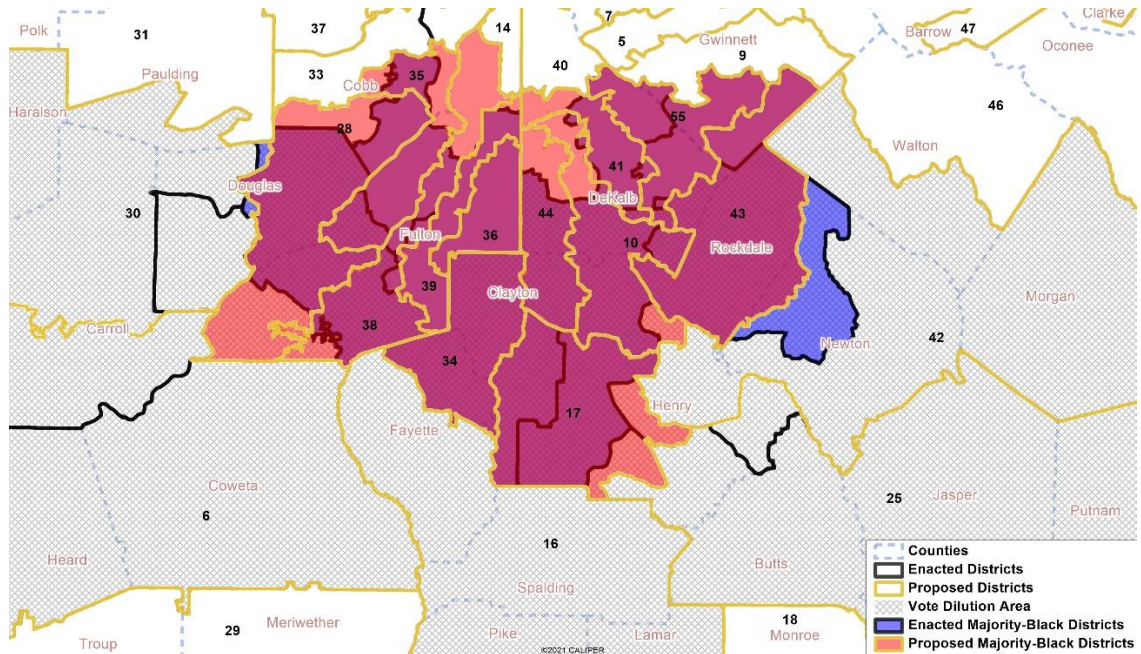 Polk
31
37
14
7
5
Gwinnett
Barrow
47
Clarke
Oconee
Paulding
33
Cobb
35
40
9
Haralson
28
55
46
Walton
Douglas
41
DeKalb
30
44
43
Fulton
36
10
Rockdale
39
Clayton
Morgan
Carroll
38
34
Newton
42
17
Henry
Fayette
Coweta
6
25
Jasper
Putnam
16
Heard
Spalding
Butts
29
Meriwether
Troup
Pike
Lamar
18
Monroe
©2021 CALIPER
Counties
Enacted Districts
Proposed Districts
Vote Dilution Area
Enacted Majority-Black Districts
Proposed Majority-Black Districts